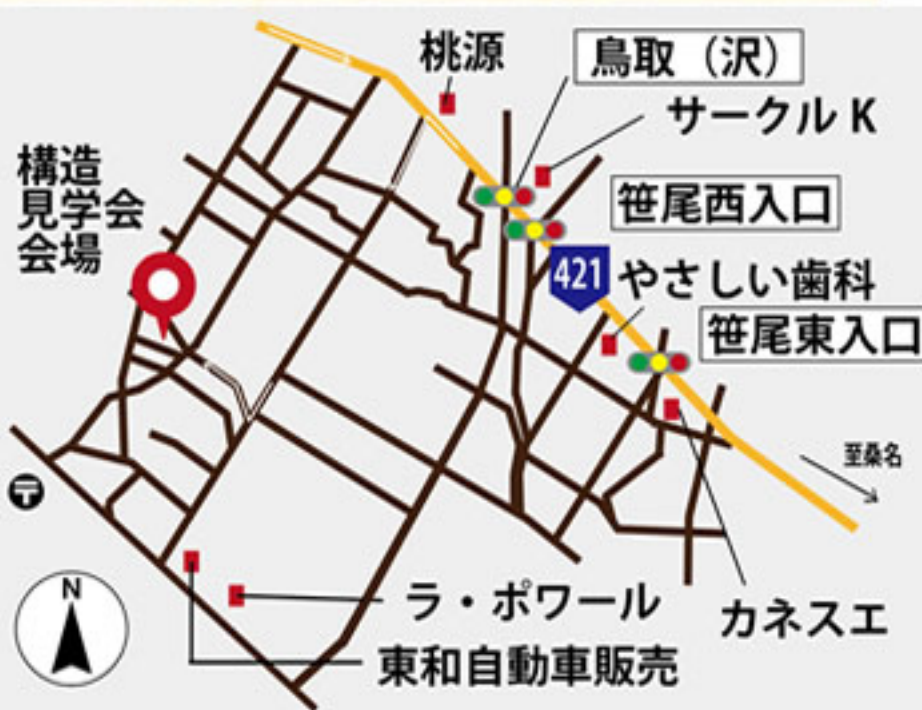 桃源
鳥取（沢）
サークルK
構造
見学会
会場
笹尾西入口
421
やさしい歯科
笹尾東入口
至桑名
〒
N
ラ・ポワール
カネスエ
東和自動車販売